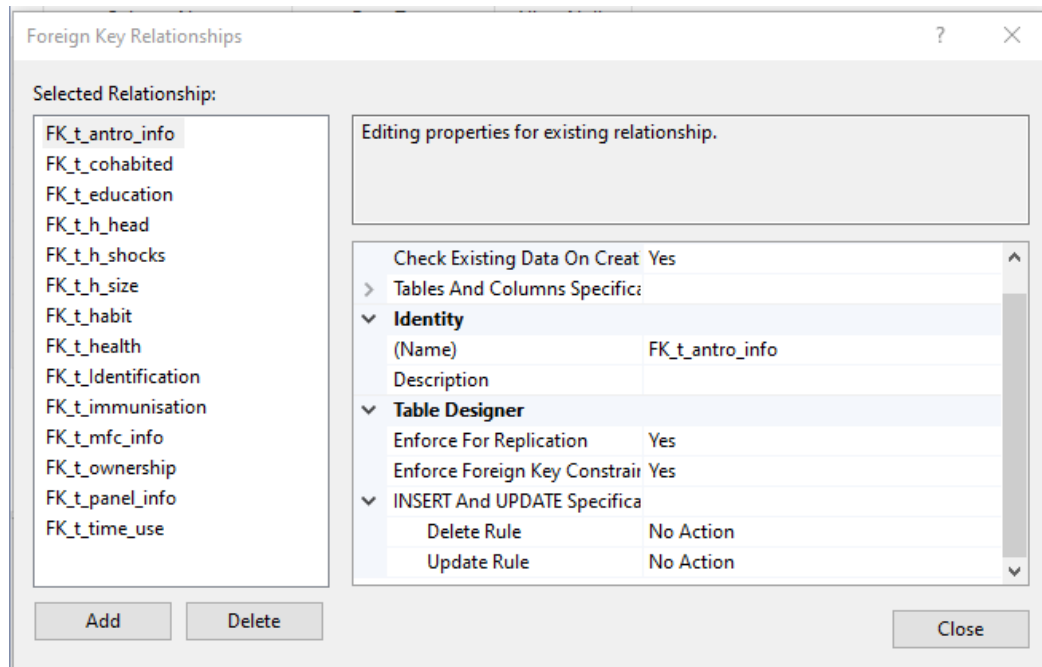 Foreign Key Relationships
?
Selected Relationship:
FK_t_antro_info
FK_t_cohabited
FK_t_education
FK_t_h_head
FK_t_h_shocks
FK_t_h_size
FK_t_habit
FK_t_health
FK_t_Identification
FK_t_immunisation
FK_t_mfc_info
FK_t_ownership
FK_t_panel_info
FK_t_time_use
Add Delete
Editing properties for existing relationship.
Check Existing Data On Creat Yes
Tables And Columns Specifica
Identity
(Name) FK_t_antro_info
Description
Table Designer
Enforce For Replication Yes
Enforce Foreign Key Constrair Yes
INSERT And UPDATE Specifica
Delete Rule No Action
Update Rule No Action
Close